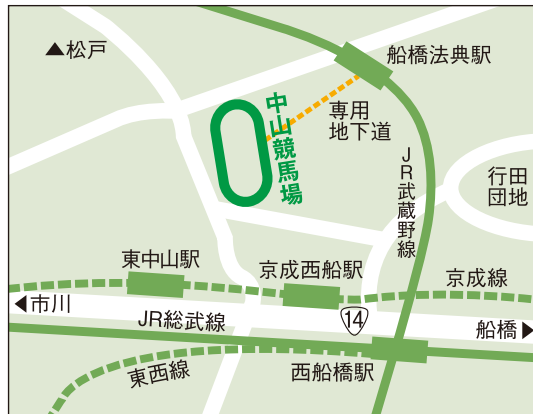 ▲松戸
船橋法典駅
中山競馬場
専用
地下道
JR武蔵野線
行田
団地
東中山駅
京成西船駅
京成線
◀市川
JR総武線
14
船橋▶
東西線
西船橋駅